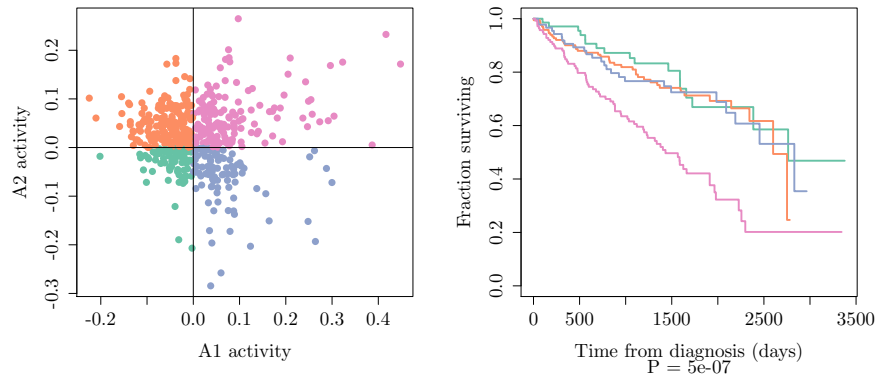 A2 activity
0.2
0.1
0.0
-0.1
-0.2
-0.3
-0.2 0.0 0.1 0.2 0.3 0.4
A1 activity
Fraction surviving
1.0
0.8
0.6
0.4
0.2
0.0
0 500 1500 2500 3500
Time from diagnosis (days)
P = 5e-07